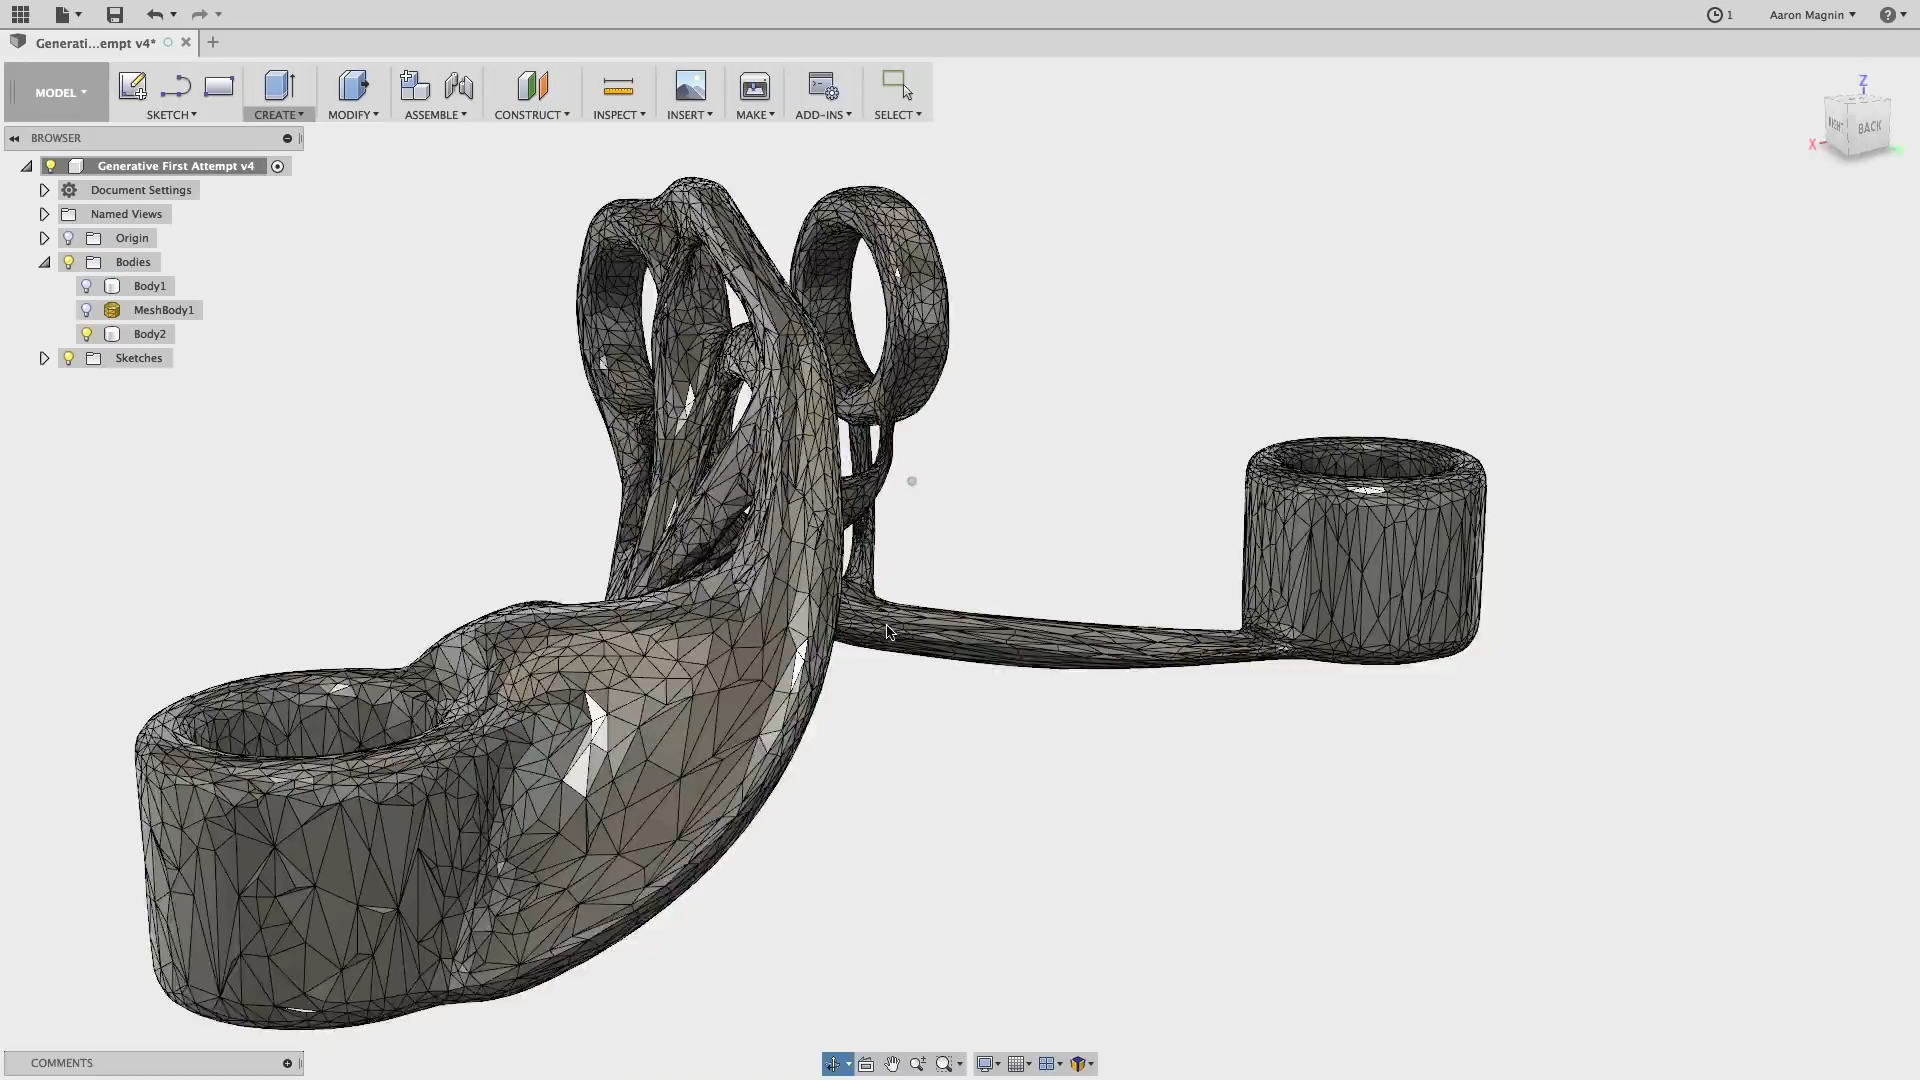 1
Aaron Magnin
?
Generati...empt v4*
MODEL
SKETCH
CREATE
MODIFY
ASSEMBLE
CONSTRUCT
INSPECT
INSERT
MAKE
ADD-INS
SELECT
BROWSER
Generative First Attempt v4
Document Settings
Named Views
Origin
Bodies
Body1
MeshBody1
Body2
Sketches
Z
RIGHT
BACK
X
COMMENTS